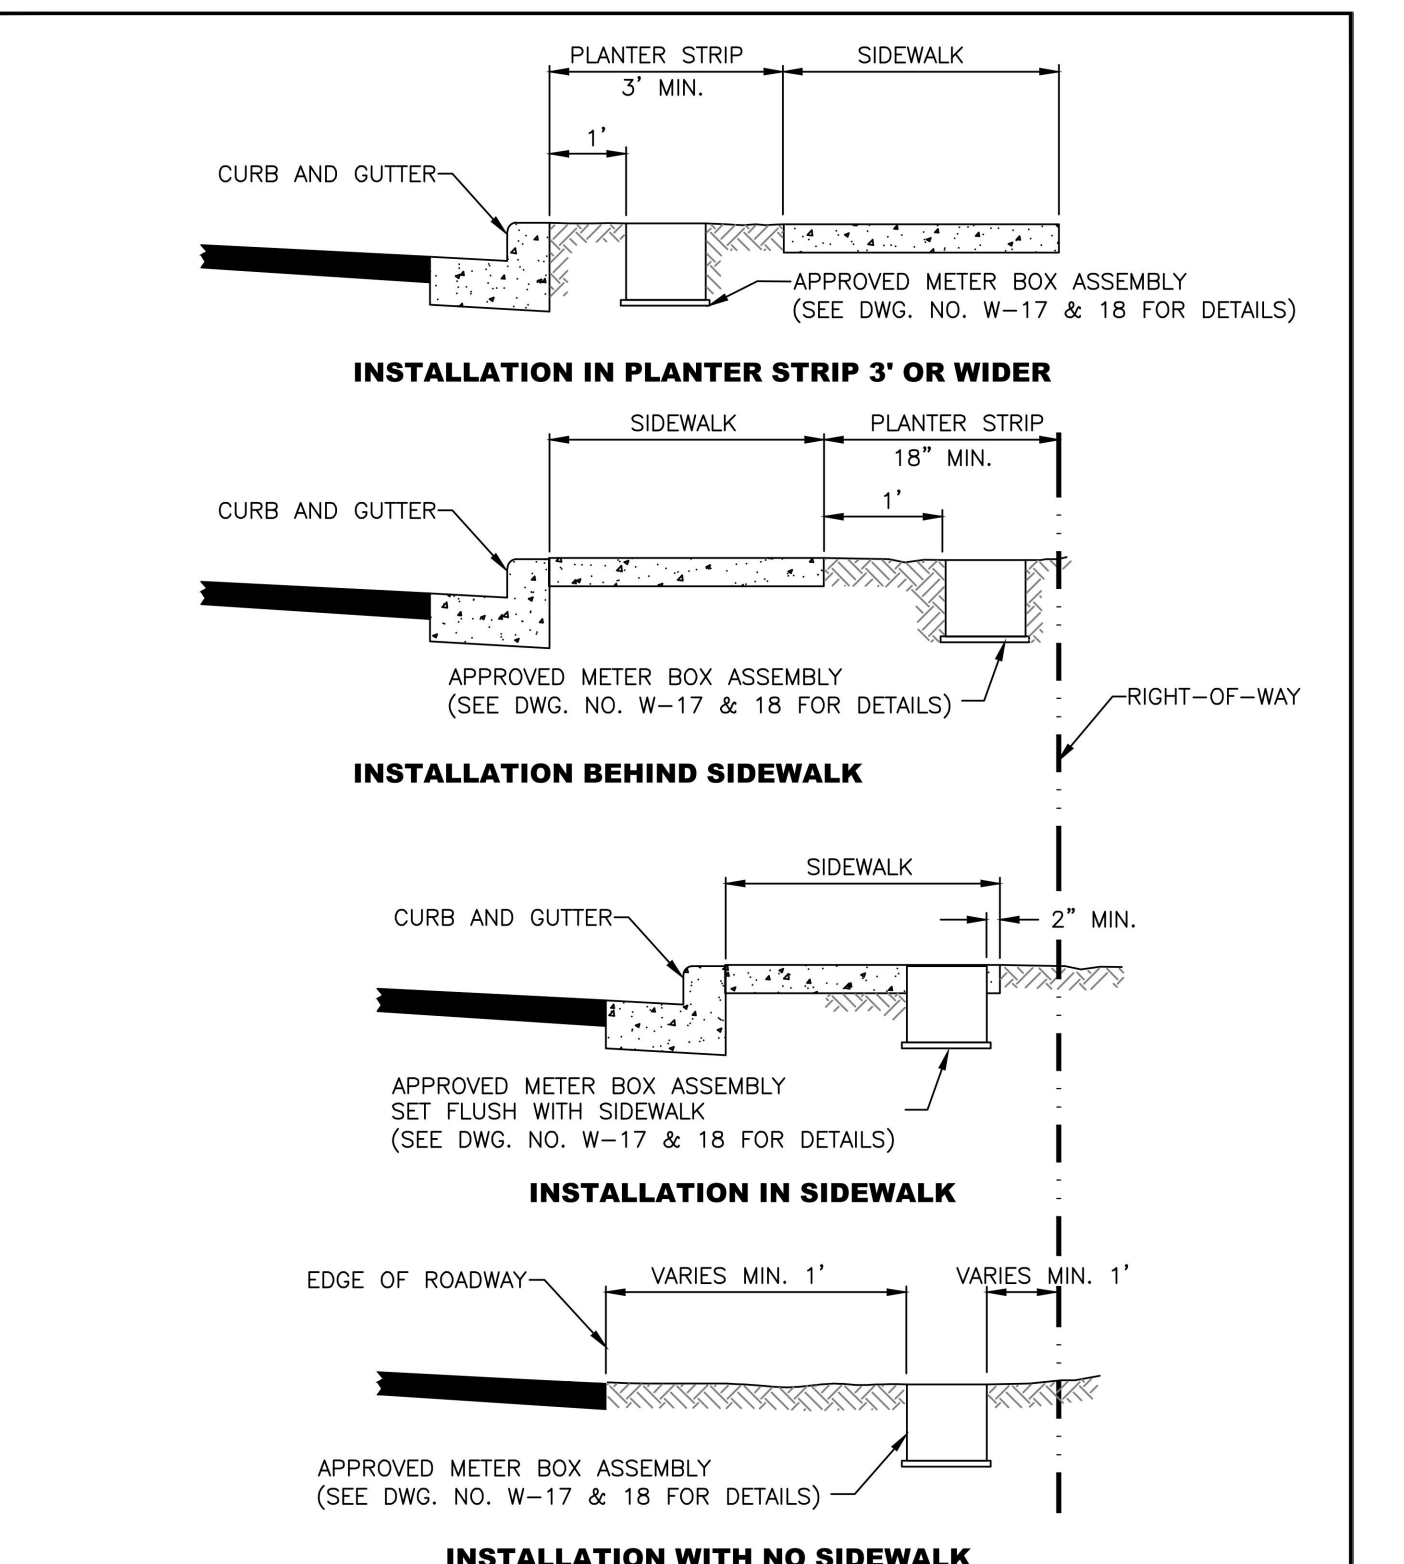 PLANTER STRIP
SIDEWALK
3' MIN.
1'
CURB AND GUTTER
APPROVED METER BOX ASSEMBLY
(SEE DWG. NO. W-17 & 18 FOR DETAILS)
INSTALLATION IN PLANTER STRIP 3' OR WIDER
SIDEWALK
PLANTER STRIP
18" MIN.
1'
CURB AND GUTTER
APPROVED METER BOX ASSEMBLY
(SEE DWG. NO. W-17 & 18 FOR DETAILS)
RIGHT-OF-WAY
INSTALLATION BEHIND SIDEWALK
SIDEWALK
CURB AND GUTTER
2" MIN.
APPROVED METER BOX ASSEMBLY
SET FLUSH WITH SIDEWALK
(SEE DWG. NO. W-17 & 18 FOR DETAILS)
INSTALLATION IN SIDEWALK
EDGE OF ROADWAY
VARIES MIN. 1'
VARIES MIN. 1'
APPROVED METER BOX ASSEMBLY
(SEE DWG. NO. W-17 & 18 FOR DETAILS)
INSTALLATION WITH NO SIDEWALK